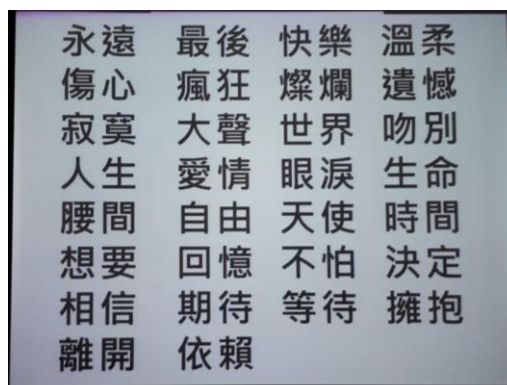 永遠 最後 快樂 溫柔
傷心 瘋狂 燦爛 遺憾
寂寞 大聲 世界 吻別
人生 愛情 眼淚 生命
腰間 自由 天使 時間
想要 回憶 不怕 決定
相信 期待 等待 擁抱
離開 依賴